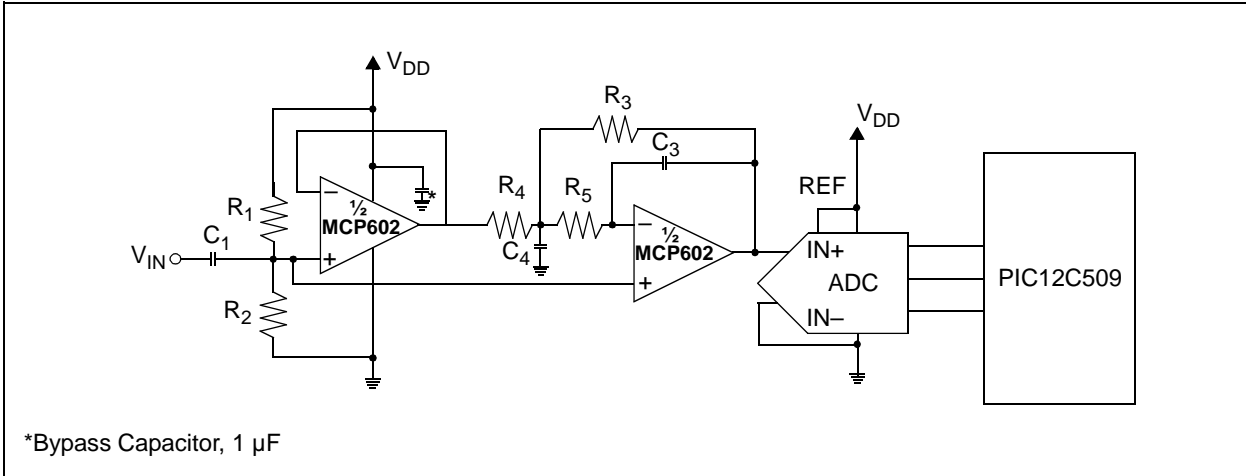 V_DD
R_3
V_DD
C_3
REF
R_4
R_5
R_1
–
½
MCP602
*
–
½
MCP602
IN+
C_1
V_IN
+
C_4
+
ADC
PIC12C509
R_2
IN–
*Bypass Capacitor, 1 µF